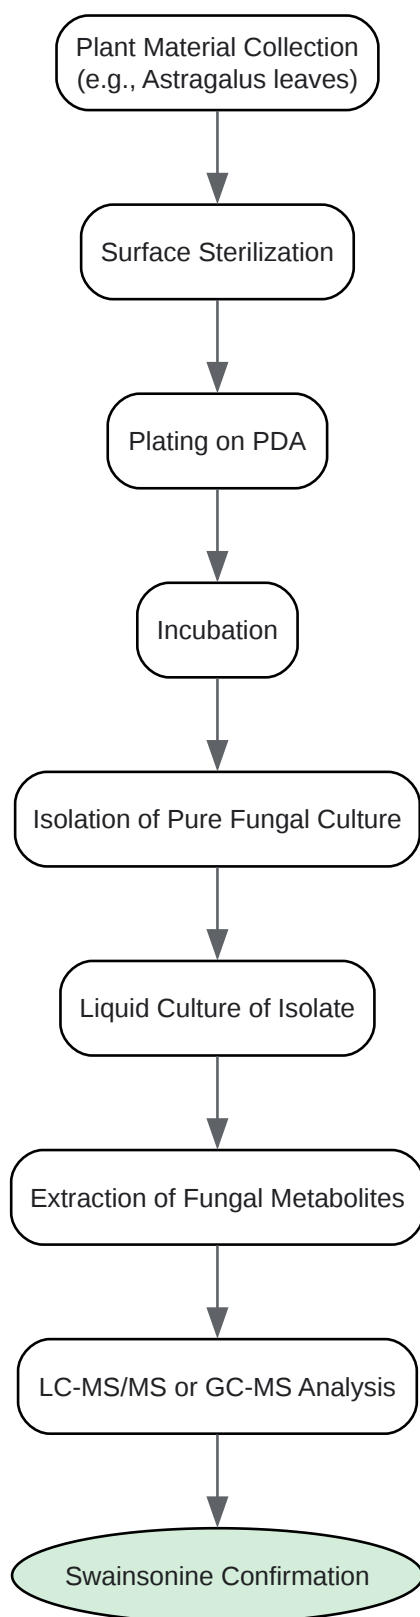 Plant Material Collection
(e.g., Astragalus leaves)
Surface Sterilization
Plating on PDA
Incubation
Isolation of Pure Fungal Culture
Liquid Culture of Isolate
Extraction of Fungal Metabolites
LC-MS/MS or GC-MS Analysis
Swainsonine Confirmation